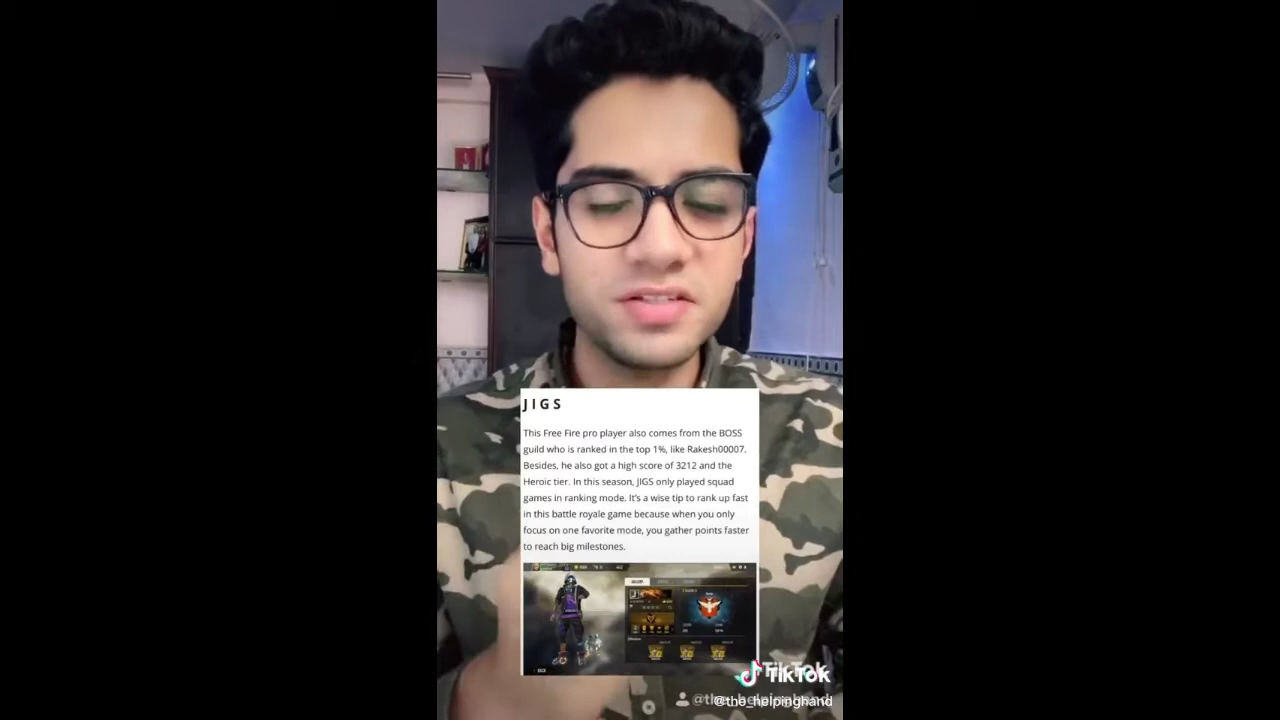 JIGS
This Free Fire pro player also comes from the BOSS
guild who is ranked in the top 1%, like Rakesh00007.
Besides, he also got a high score of 3212 and the
Heroic tier. In this season, JIGS only played squad
games in ranking mode. It's a wise tip to rank up fast
in this battle royale game because when you only
focus on one favorite mode, you gather points faster
to reach big milestones.
TikTok
@the_helpinghand